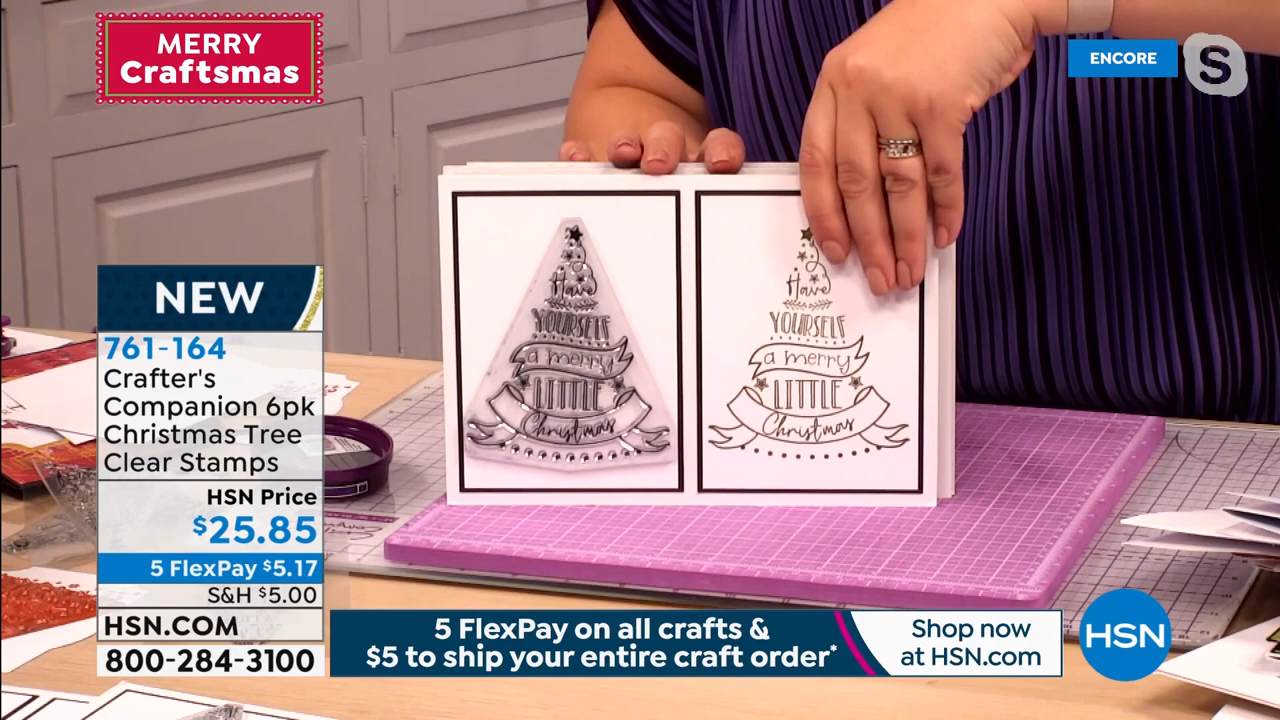 MERRY
Craftsmas
ENCORE
S
NEW
761-164
Crafter's
Companion 6pk
Christmas Tree
Clear Stamps
HSN Price
$25.85
5 FlexPay $5.17
S&H $5.00
HSN.COM
800-284-3100
Have
YOURSELF
a merry
LITTLE
Christmas
Have
YOURSELF
a merry
LITTLE
Christmas
5 FlexPay on all crafts &
$5 to ship your entire craft order*
Shop now
at HSN.com
HSN